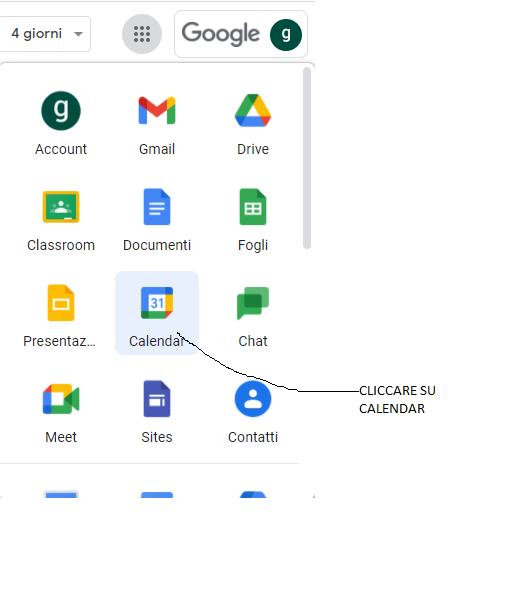 4 giorni
Google
g
g
Account
Gmail
Drive
Classroom
Documenti
Fogli
31
Presentaz...
Calendar
Chat
CLICCARE SU
CALENDAR
Meet
Sites
Contatti